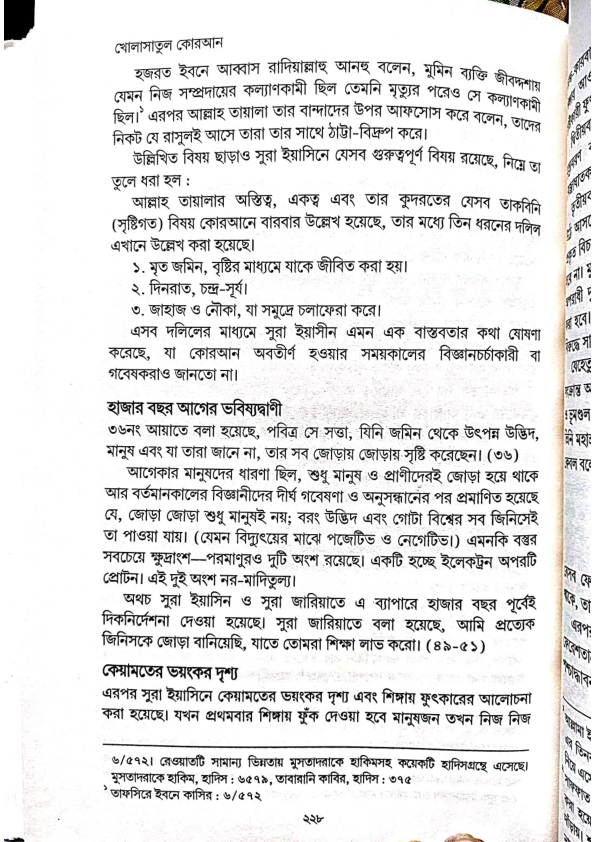 খোলাসাতুল কোরআন
হজরত ইবনে আব্বাস রাদিয়াল্লাহু আনহু বলেন, মুমিন ব্যক্তি জীবদ্দশায়
যেমন নিজ সম্প্রদায়ের কল্যাণকামী ছিল তেমনি মৃত্যুর পরেও সে কল্যাণকামী
ছিল।১ এরপর আল্লাহ তায়ালা তার বান্দাদের উপর আফসোস করে বলেন, তাদের
নিকট যে রাসুলই আসে তারা তার সাথে ঠাট্টা-বিদ্রুপ করে।
উল্লিখিত বিষয় ছাড়াও সুরা ইয়াসিনে যেসব গুরুত্বপূর্ণ বিষয় রয়েছে, নিম্নে তা
তুলে ধরা হল :
আল্লাহ তায়ালার অস্তিত্ব, একত্ব এবং তার কুদরতের যেসব তাকবিনি
(সৃষ্টিগত) বিষয় কোরআনে বারবার উল্লেখ হয়েছে, তার মধ্যে তিন ধরনের দলিল
এখানে উল্লেখ করা হয়েছে।
১. মৃত জমিন, বৃষ্টির মাধ্যমে যাকে জীবিত করা হয়।
২. দিনরাত, চন্দ্র-সূর্য।
৩. জাহাজ ও নৌকা, যা সমুদ্রে চলাফেরা করে।
এসব দলিলের মাধ্যমে সুরা ইয়াসীন এমন এক বাস্তবতার কথা ঘোষণা
করেছে, যা কোরআন অবতীর্ণ হওয়ার সময়কালের বিজ্ঞানচর্চাকারী বা
গবেষকরাও জানতো না।
হাজার বছর আগের ভবিষ্যদ্বাণী
৩৬নং আয়াতে বলা হয়েছে, পবিত্র সে সত্তা, যিনি জমিন থেকে উৎপন্ন উদ্ভিদ,
মানুষ এবং যা তারা জানে না, তার সব জোড়ায় জোড়ায় সৃষ্টি করেছেন। (৩৬)
আগেকার মানুষদের ধারণা ছিল, শুধু মানুষ ও প্রাণীদেরই জোড়া হয়ে থাকে
আর বর্তমানকালের বিজ্ঞানীদের দীর্ঘ গবেষণা ও অনুসন্ধানের পর প্রমাণিত হয়েছে
যে, জোড়া জোড়া শুধু মানুষই নয়; বরং উদ্ভিদ এবং গোটা বিশ্বের সব জিনিসেই
তা পাওয়া যায়। (যেমন বিদ্যুৎয়ের মাঝে পজেটিভ ও নেগেটিভ।) এমনকি বস্তুর
সবচেয়ে ক্ষুদ্রাংশ—পরমাণুরও দুটি অংশ রয়েছে। একটি হচ্ছে ইলেকট্রন অপরটি
প্রোটন। এই দুই অংশ নর-মাদিতুল্য।
অথচ সুরা ইয়াসিন ও সুরা জারিয়াতে এ ব্যাপারে হাজার বছর পূর্বেই
দিকনির্দেশনা দেওয়া হয়েছে। সুরা জারিয়াতে বলা হয়েছে, আমি প্রত্যেক
জিনিসকে জোড়া বানিয়েছি, যাতে তোমরা শিক্ষা লাভ করো। (৪৯-৫১)
কেয়ামতের ভয়ংকর দৃশ্য
এরপর সুরা ইয়াসিনে কেয়ামতের ভয়ংকর দৃশ্য এবং শিঙ্গায় ফুৎকারের আলোচনা
করা হয়েছে। যখন প্রথমবার শিঙ্গায় ফুঁক দেওয়া হবে মানুষজন তখন নিজ নিজ
৬/৫৭২। রেওয়াতটি সামান্য ভিন্নতায় মুসতাদরাকে হাকিমসহ কয়েকটি হাদিসগ্রন্থে এসেছে।
মুসতাদরাকে হাকিম, হাদিস : ৬৫৭৯, তাবারানি কাবির, হাদিস : ৩৭৫
১ তাফসিরে ইবনে কাসির : ৬/৫৭২
২২৮